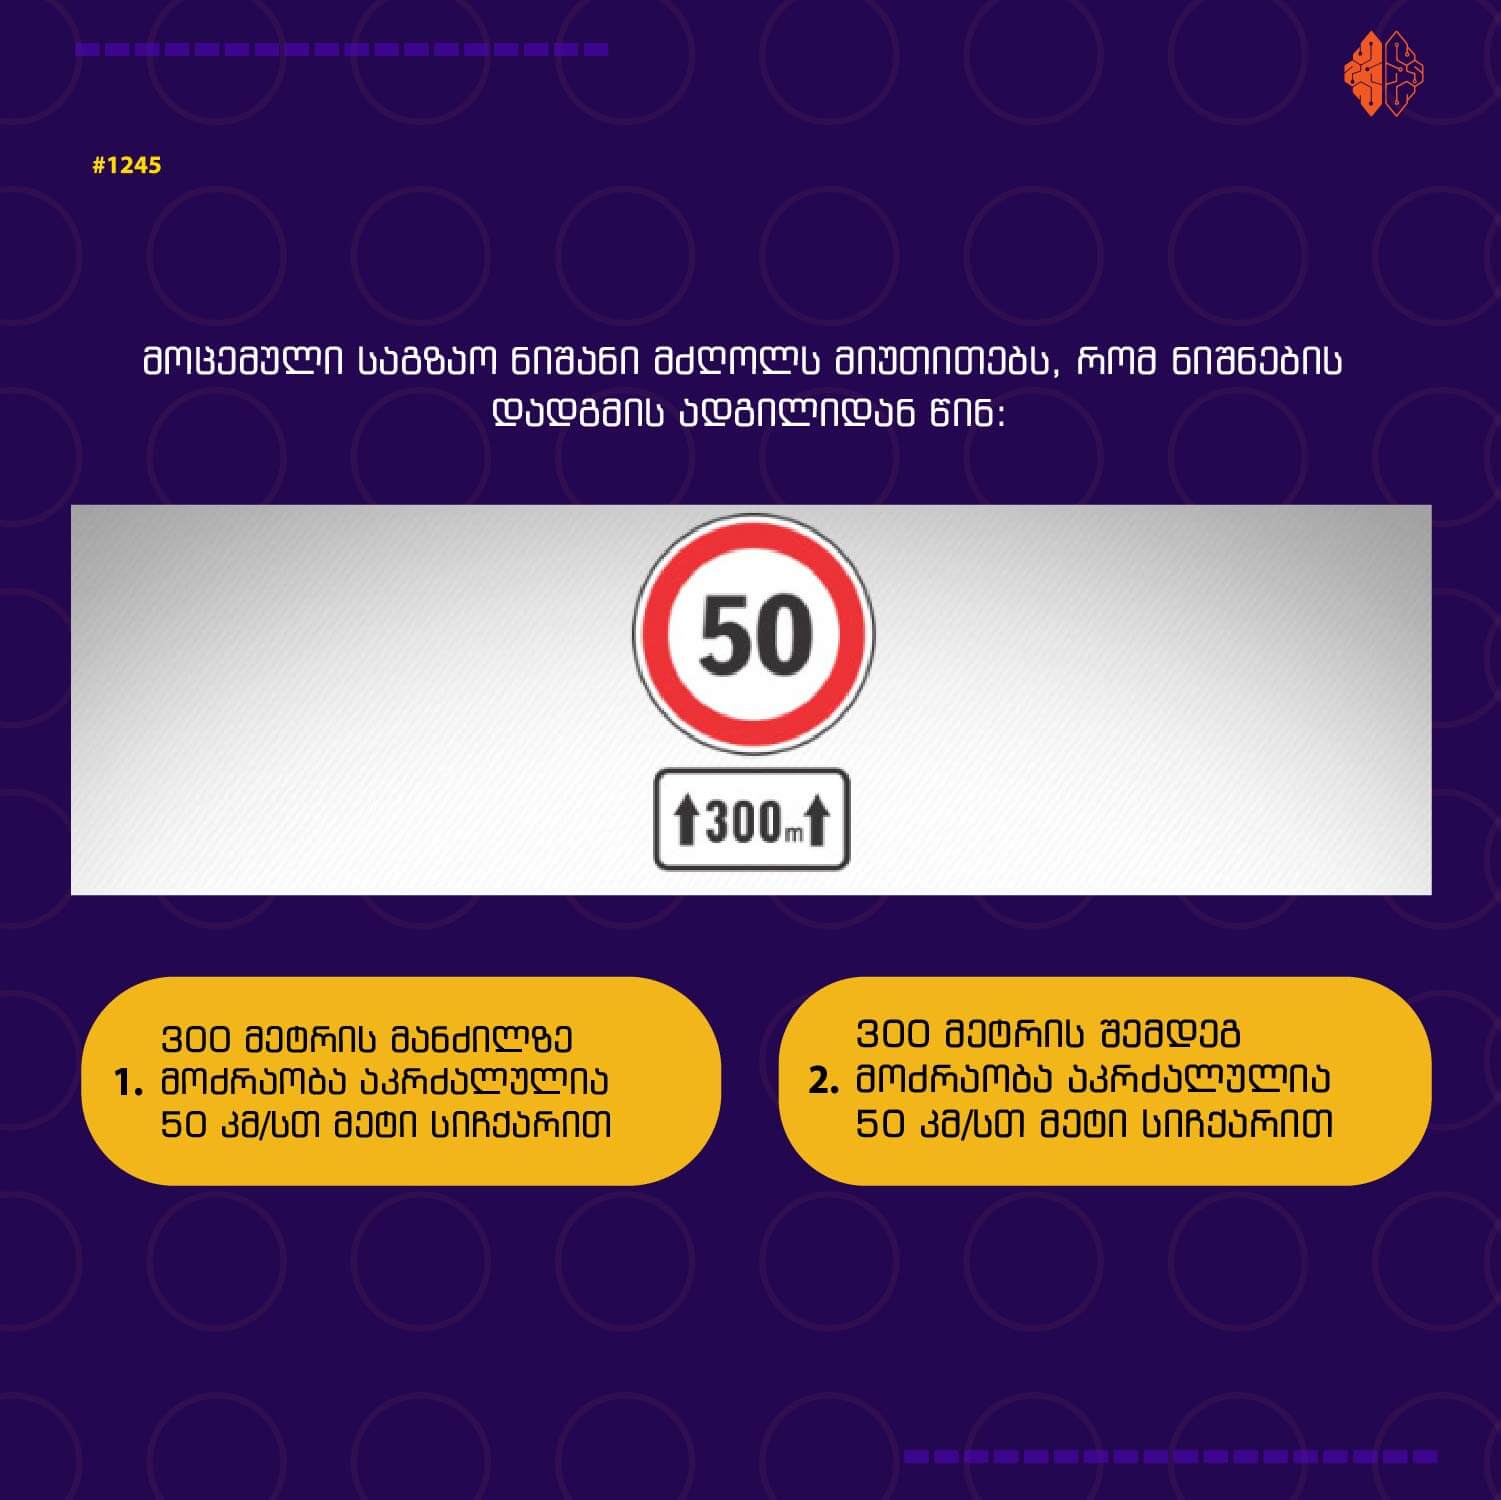 #1245
მოცემული საგზაო ნიშანი მძღოლს მიუთითებს, რომ ნიშნების
დადგმის ადგილიდან წინ:
50
↑300m↑
300 მეტრის მანძილზე
1. მოძრაობა აკრძალულია
50 კმ/სთ მეტი სიჩქარით
300 მეტრის შემდეგ
2. მოძრაობა აკრძალულია
50 კმ/სთ მეტი სიჩქარით